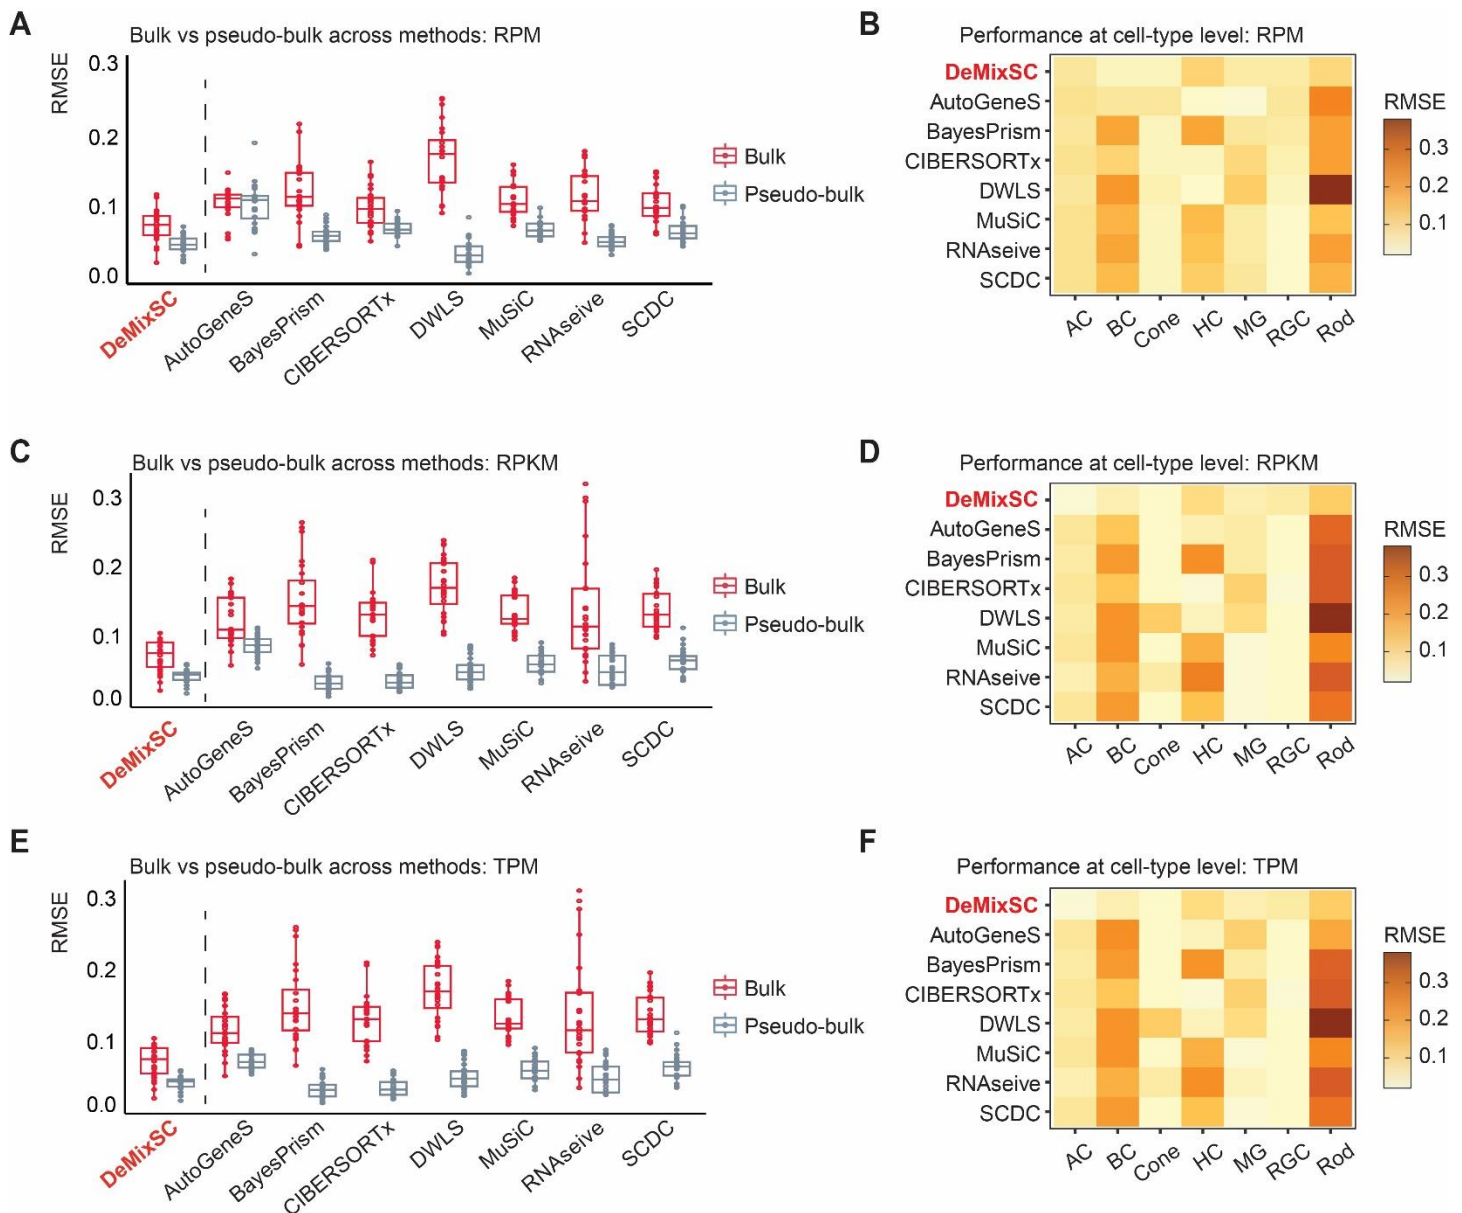 A
Bulk vs pseudo-bulk across methods: RPM
RMSE
0.3
0.2
0.1
0.0
DeMixSC
AutoGeneS
BayesPrism
CIBERSORTx
DWLS
MuSiC
RNAseive
SCDC
Bulk
Pseudo-bulk
B
Performance at cell-type level: RPM
DeMixSC
AutoGeneS
BayesPrism
CIBERSORTx
DWLS
MuSiC
RNAseive
SCDC
AC
BC
Cone
HC
MG
RGC
Rod
RMSE
0.3
0.2
0.1
C
Bulk vs pseudo-bulk across methods: RPKM
RMSE
0.3
0.2
0.1
0.0
DeMixSC
AutoGeneS
BayesPrism
CIBERSORTx
DWLS
MuSiC
RNAseive
SCDC
Bulk
Pseudo-bulk
D
Performance at cell-type level: RPKM
DeMixSC
AutoGeneS
BayesPrism
CIBERSORTx
DWLS
MuSiC
RNAseive
SCDC
AC
BC
Cone
HC
MG
RGC
Rod
RMSE
0.3
0.2
0.1
E
Bulk vs pseudo-bulk across methods: TPM
RMSE
0.3
0.2
0.1
0.0
DeMixSC
AutoGeneS
BayesPrism
CIBERSORTx
DWLS
MuSiC
RNAseive
SCDC
Bulk
Pseudo-bulk
F
Performance at cell-type level: TPM
DeMixSC
AutoGeneS
BayesPrism
CIBERSORTx
DWLS
MuSiC
RNAseive
SCDC
AC
BC
Cone
HC
MG
RGC
Rod
RMSE
0.3
0.2
0.1